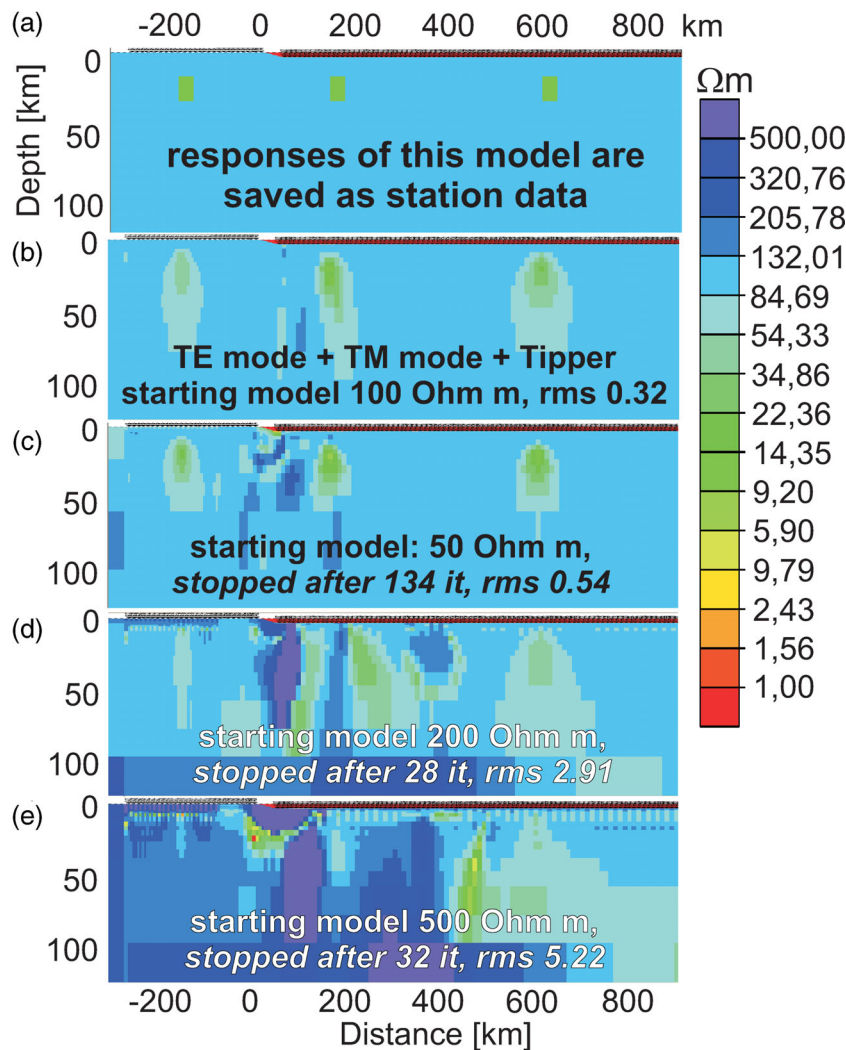 (a) -200 0 200 400 600 800 km
Depth [km]
0
50
100
responses of this model are
saved as station data
Ωm
500,00
320,76
205,78
132,01
84,69
54,33
34,86
22,36
14,35
9,20
5,90
9,79
2,43
1,56
1,00
(b)
0
50
100
TE mode + TM mode + Tipper
starting model 100 Ohm m, rms 0.32
(c)
0
50
100
starting model: 50 Ohm m,
stopped after 134 it, rms 0.54
(d)
0
50
100
starting model 200 Ohm m,
stopped after 28 it, rms 2.91
(e)
0
50
100
starting model 500 Ohm m,
stopped after 32 it, rms 5.22
-200 0 200 400 600 800
Distance [km]